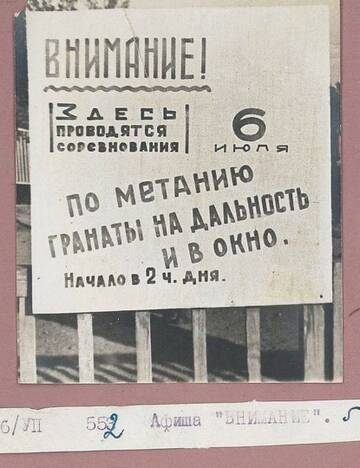 ВНИМАНИЕ!
ЗДЕСЬ
ПРОВОДЯТСЯ
СОРЕВНОВАНИЯ
6
ИЮЛЯ
ПО МЕТАНИЮ
ГРАНАТЫ НА ДАЛЬНОСТЬ
И В ОКНО.
НАЧАЛО В 2 Ч. ДНЯ.
6/УП 552 Афиша "ВНИМАНИЕ".